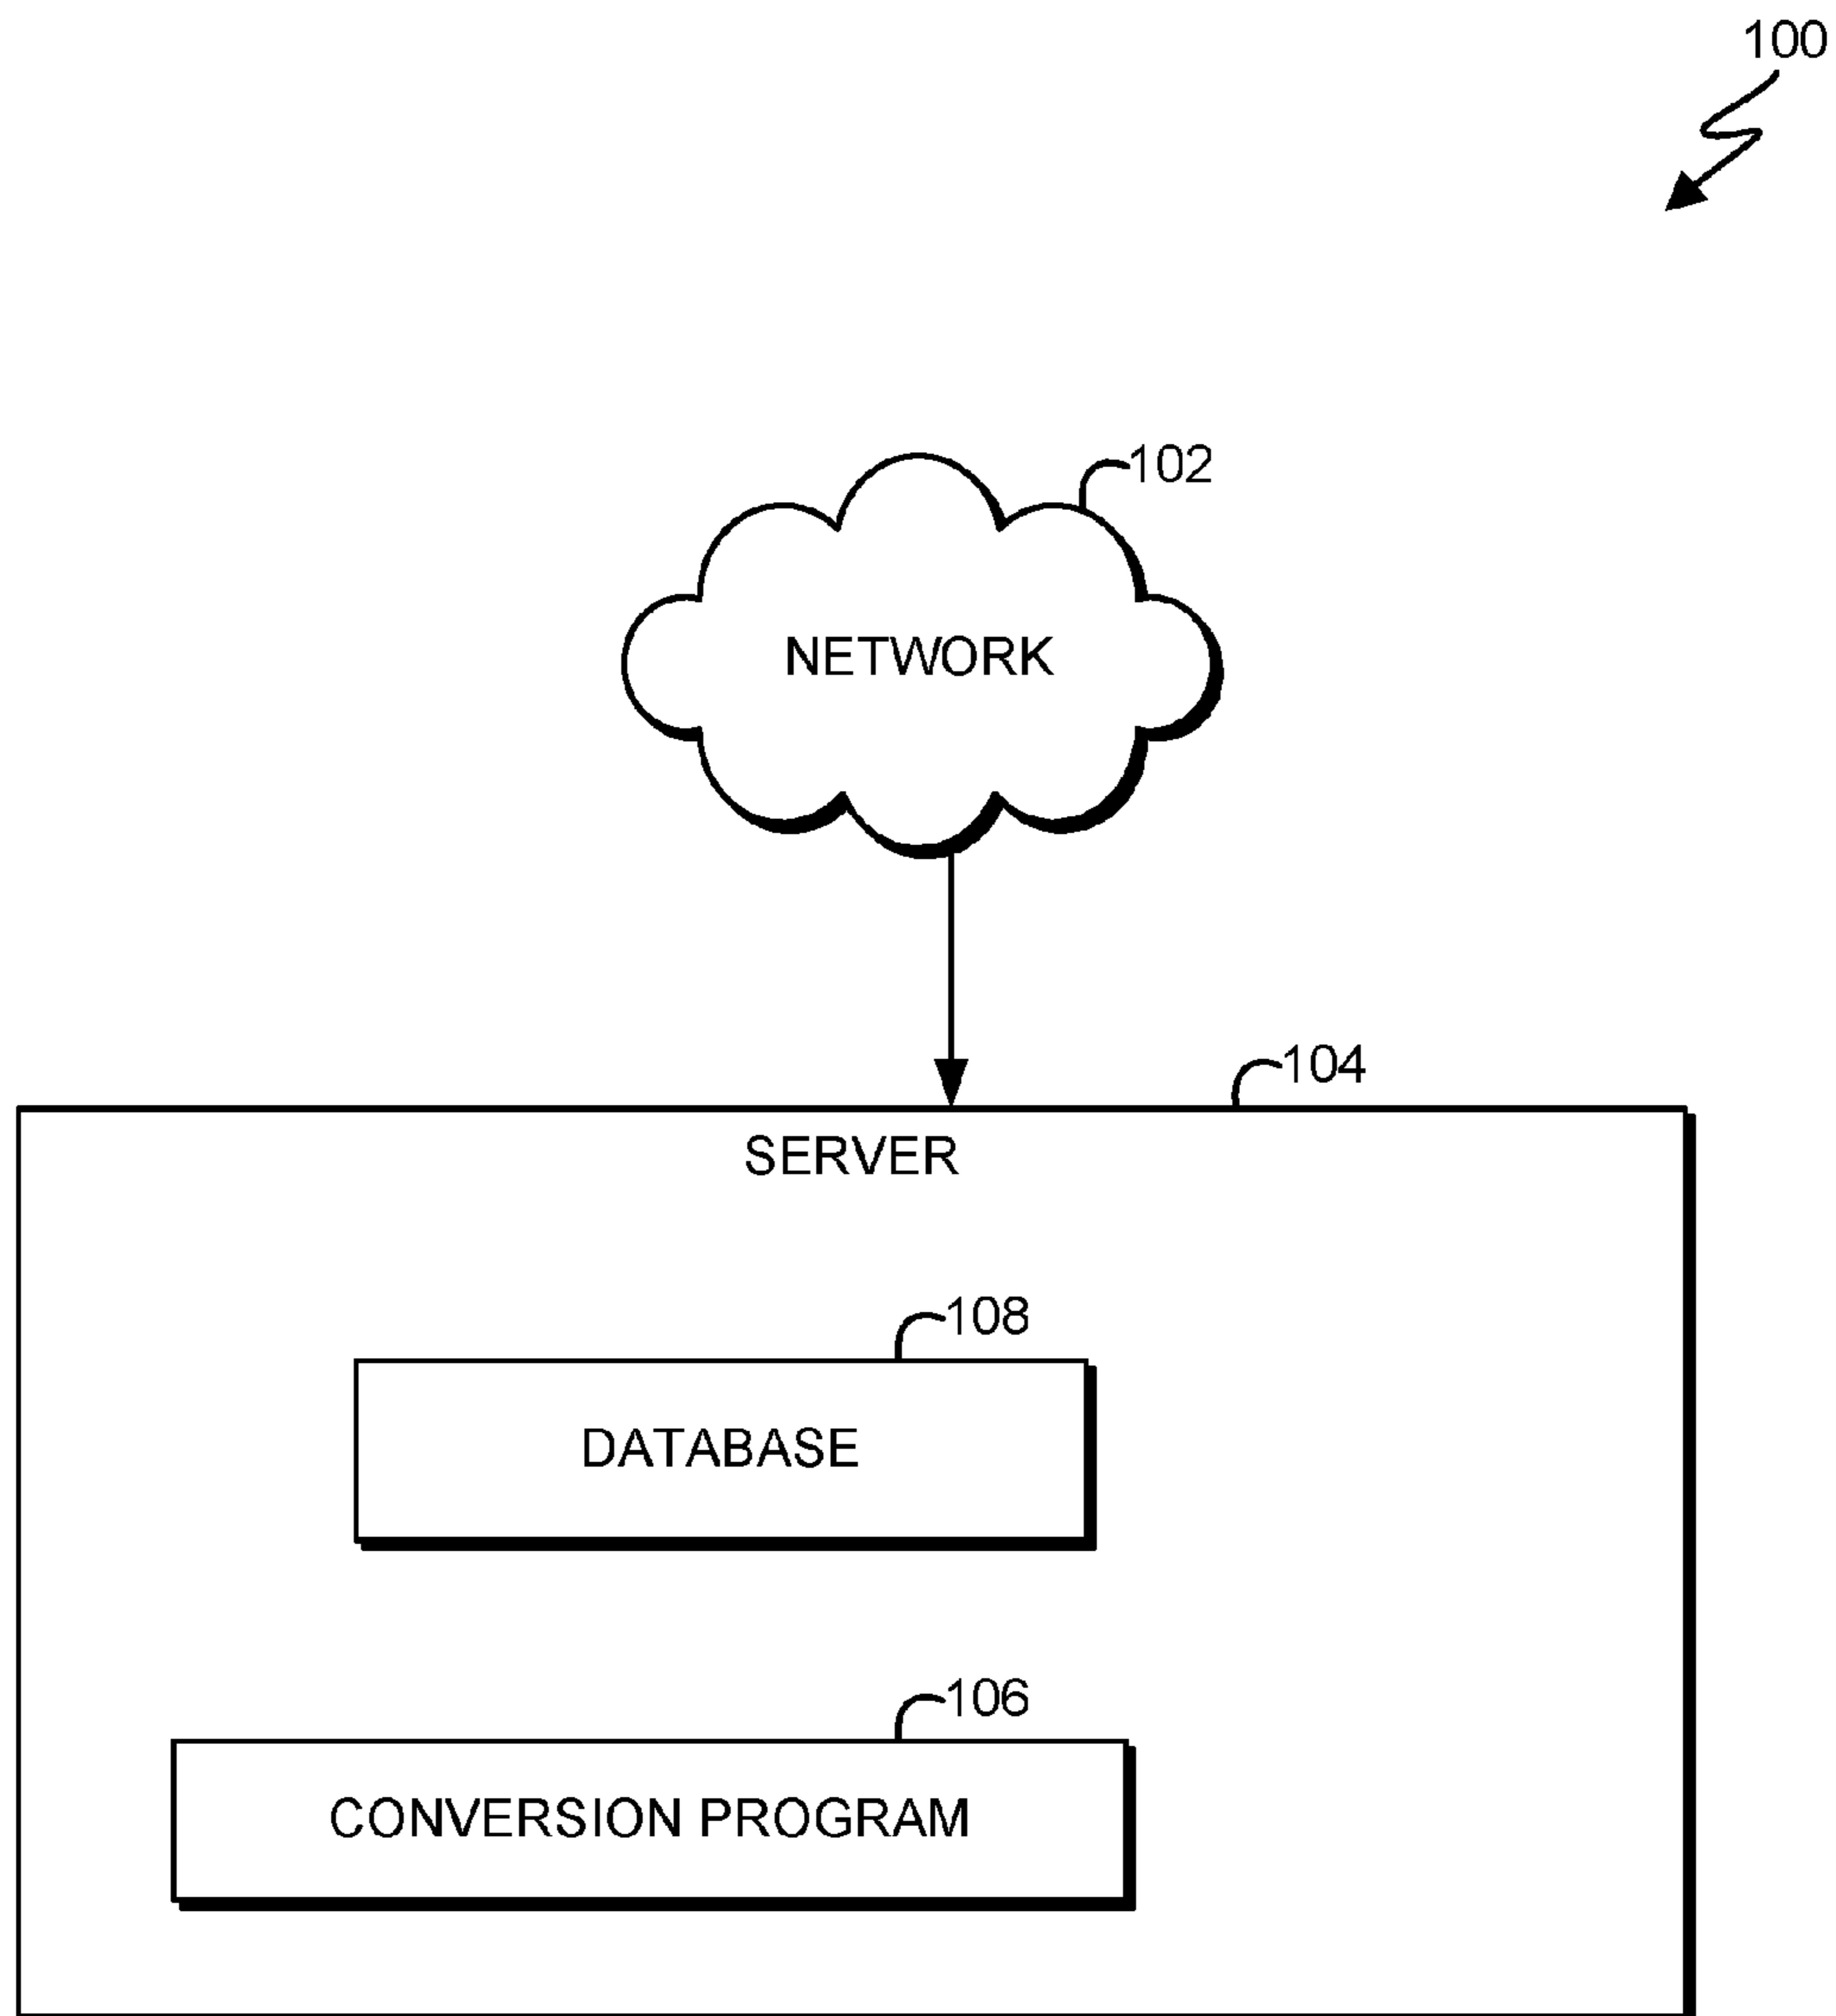 100
102
NETWORK
104
SERVER
108
DATABASE
106
CONVERSION PROGRAM